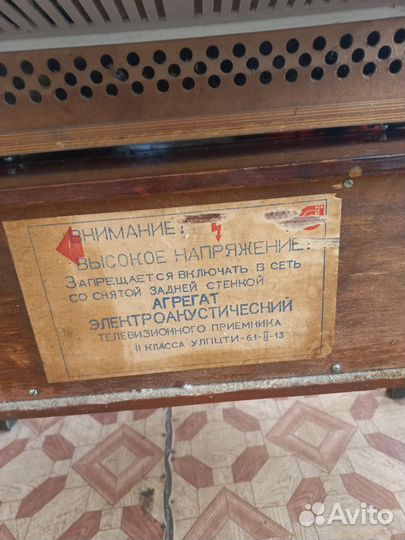 ВНИМАНИЕ:
ВЫСОКОЕ НАПРЯЖЕНИЕ:
ЗАПРЕЩАЕТСЯ ВКЛЮЧАТЬ В СЕТЬ
СО СНЯТОЙ ЗАДНЕЙ СТЕНКОЙ
АГРЕГАТ
ЭЛЕКТРОАКУСТИЧЕСКИЙ
ТЕЛЕВИЗИОННОГО ПРИЕМНИКА
II КЛАССА УЛПЦТИ-61-II-13
Avito